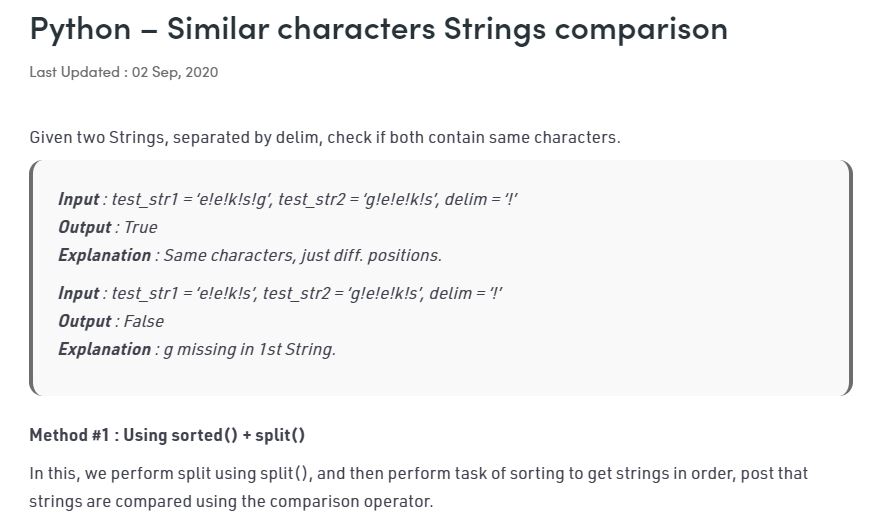 Python – Similar characters Strings comparison
Last Updated : 02 Sep, 2020
Given two Strings, separated by delim, check if both contain same characters.
Input : test_str1 = ‘e!e!k!s!g’, test_str2 = ‘g!e!e!k!s’, delim = ‘!’
Output : True
Explanation : Same characters, just diff. positions.
Input : test_str1 = ‘e!e!k!s’, test_str2 = ‘g!e!e!k!s’, delim = ‘!’
Output : False
Explanation : g missing in 1st String.
Method #1 : Using sorted() + split()
In this, we perform split using split(), and then perform task of sorting to get strings in order, post that
strings are compared using the comparison operator.